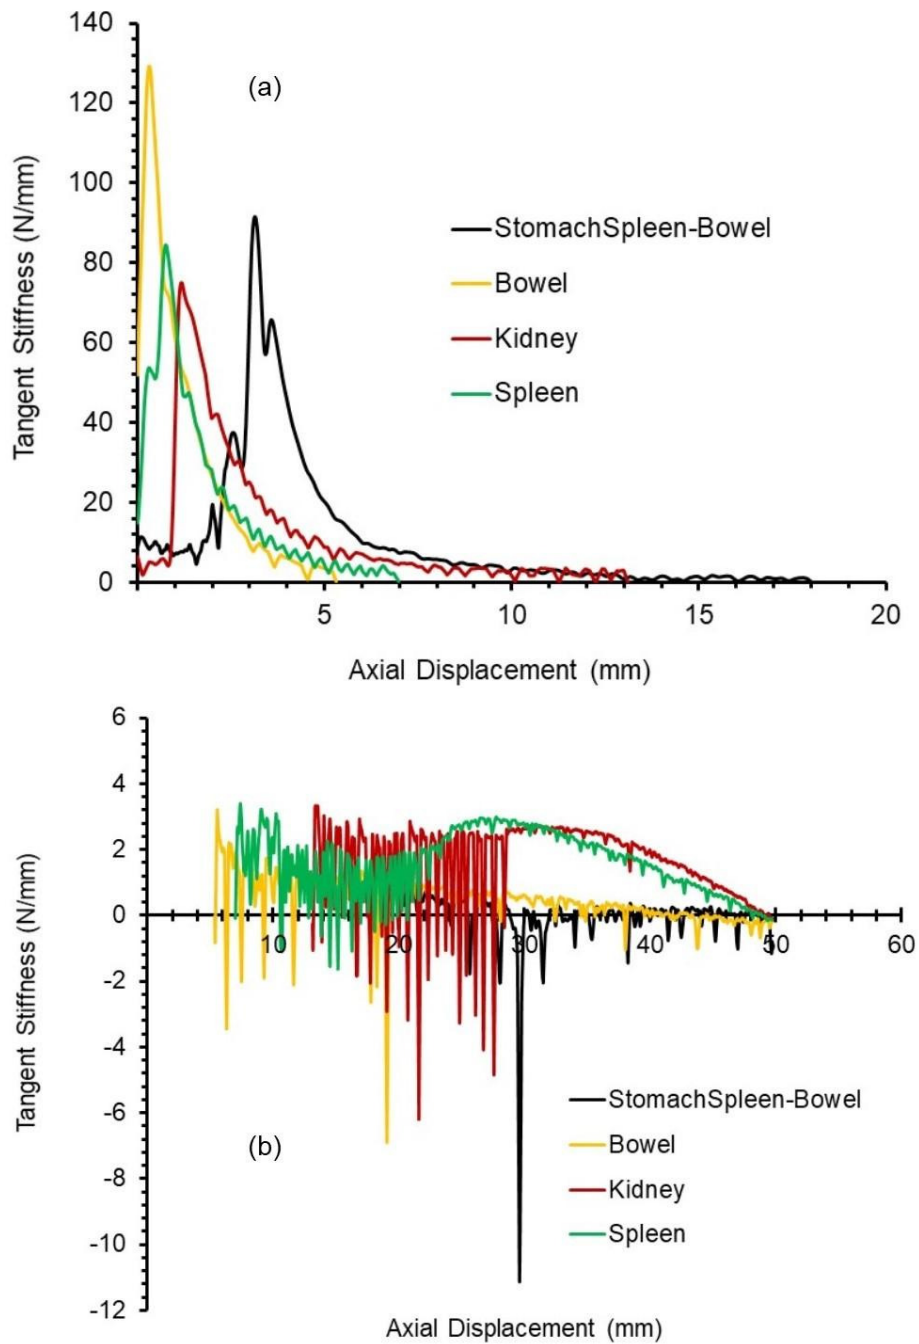 140
(a)
120
100
80
60
40
20
0
Tangent Stiffness (N/mm)
StomachSpleen-Bowel
Bowel
Kidney
Spleen
5
10
15
20
Axial Displacement (mm)
6
4
2
0
-2
-4
-6
-8
-10
-12
Tangent Stiffness (N/mm)
10
20
30
40
50
60
StomachSpleen-Bowel
Bowel
Kidney
Spleen
(b)
Axial Displacement (mm)